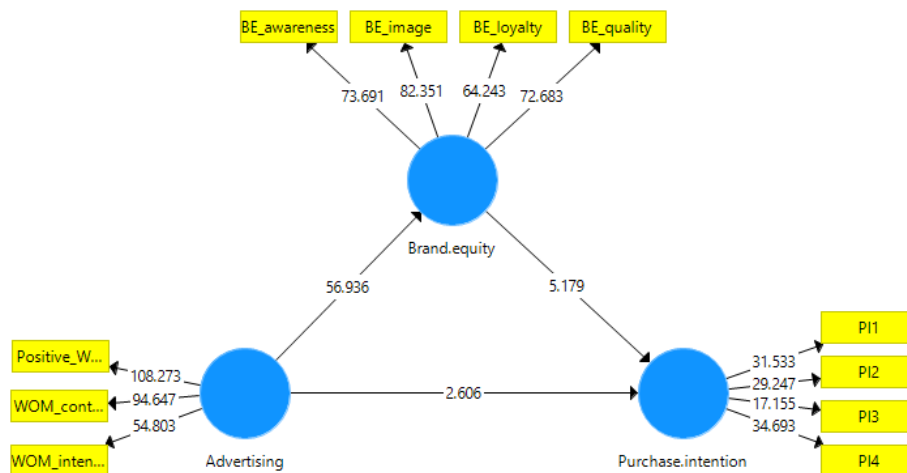 BE_awareness BE_image BE_loyalty BE_quality
73.691 82.351 64.243 72.683
Brand.equity
56.936 5.179
Positive_W...
108.273
WOM_cont...
94.647
WOM_inten...
54.803
Advertising
2.606
PI1
31.533
PI2
29.247
PI3
17.155
PI4
34.693
Purchase.intention